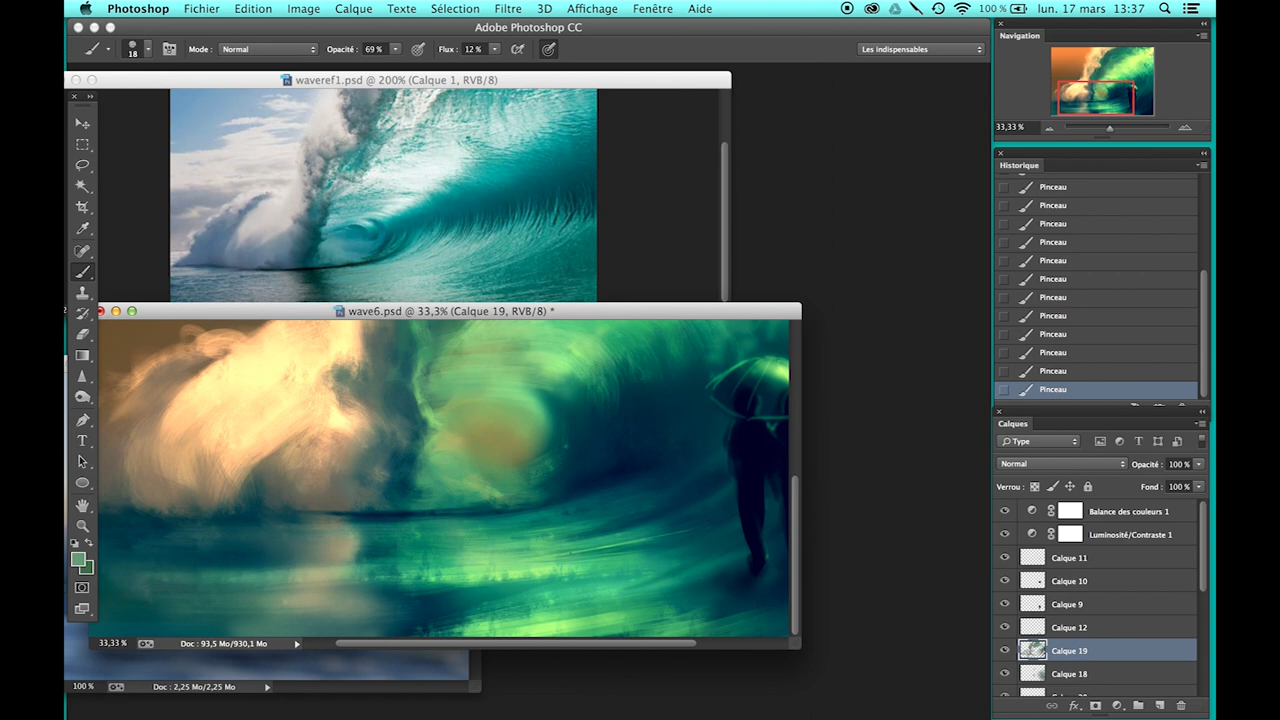 Photoshop Fichier Edition Image Calque Texte Sélection Filtre 3D Affichage Fenêtre Aide 100 % lun. 17 mars 13:37
Adobe Photoshop CC
18 Mode : Normal Opacité : 69 % Flux : 12 % Les indispensables
Navigation
33,33 %
waveref1.psd @ 200% (Calque 1, RVB/8)
wave6.psd @ 33,3% (Calque 19, RVB/8) *
33,33 % Doc : 93,5 Mo/930,1 Mo
100 % Doc : 2,25 Mo/2,25 Mo
Historique
Pinceau
Pinceau
Pinceau
Pinceau
Pinceau
Pinceau
Pinceau
Pinceau
Pinceau
Pinceau
Pinceau
Pinceau
Calques
Type
Normal Opacité : 100 %
Verrou : Fond : 100 %
Balance des couleurs 1
Luminosité/Contraste 1
Calque 11
Calque 10
Calque 9
Calque 12
Calque 19
Calque 18
fx